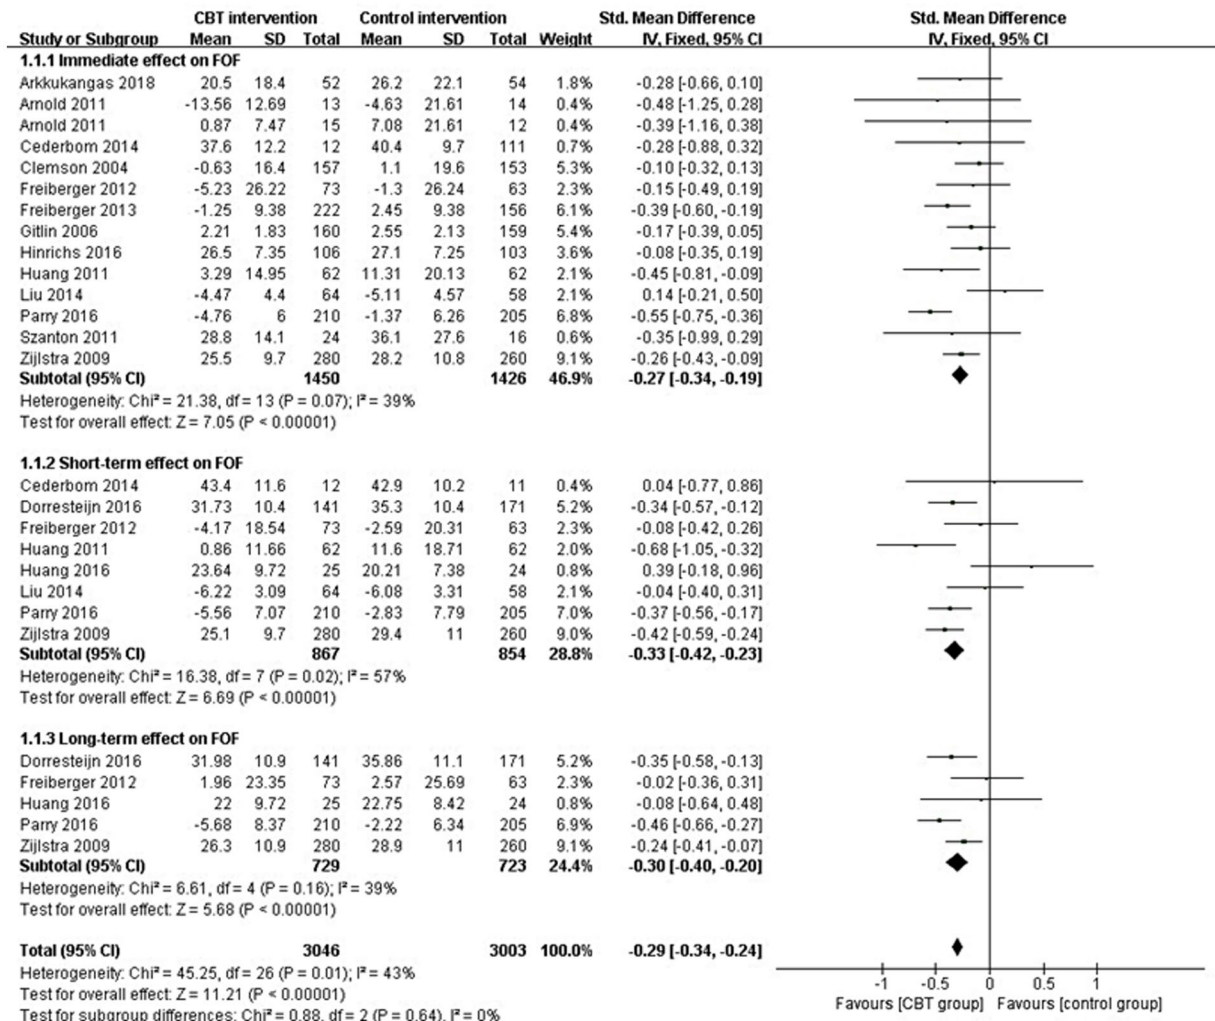 CBT intervention Control intervention Std. Mean Difference Std. Mean Difference
Study or Subgroup Mean SD Total Mean SD Total Weight IV, Fixed, 95% CI IV, Fixed, 95% CI
1.1.1 Immediate effect on FOF
Arkkukangas 2018 20.5 18.4 52 26.2 22.1 54 1.8% -0.28 [-0.66, 0.10]
Arnold 2011 -13.56 12.69 13 -4.63 21.61 14 0.4% -0.48 [-1.25, 0.28]
Arnold 2011 0.87 7.47 15 7.08 21.61 12 0.4% -0.39 [-1.16, 0.38]
Cederbom 2014 37.6 12.2 12 40.4 9.7 111 0.7% -0.28 [-0.88, 0.32]
Clemson 2004 -0.63 16.4 157 1.1 19.6 153 5.3% -0.10 [-0.32, 0.13]
Freiberger 2012 -5.23 26.22 73 -1.3 26.24 63 2.3% -0.15 [-0.49, 0.19]
Freiberger 2013 -1.25 9.38 222 2.45 9.38 156 6.1% -0.39 [-0.60, -0.19]
Gitlin 2006 2.21 1.83 160 2.55 2.13 159 5.4% -0.17 [-0.39, 0.05]
Hinrichs 2016 26.5 7.35 106 27.1 7.25 103 3.6% -0.08 [-0.35, 0.19]
Huang 2011 3.29 14.95 62 11.31 20.13 62 2.1% -0.45 [-0.81, -0.09]
Liu 2014 -4.47 4.4 64 -5.11 4.57 58 2.1% 0.14 [-0.21, 0.50]
Parry 2016 -4.76 6 210 -1.37 6.26 205 6.6% -0.55 [-0.75, -0.36]
Szanton 2011 28.8 14.1 24 36.1 27.6 16 0.6% -0.35 [-0.99, 0.29]
Zijlstra 2009 25.5 9.7 280 28.2 10.8 260 9.1% -0.26 [-0.43, -0.09]
Subtotal (95% CI) 1450 1426 46.9% -0.27 [-0.34, -0.19]
Heterogeneity: Chi² = 21.38, df = 13 (P = 0.07); I² = 39%
Test for overall effect: Z = 7.05 (P < 0.00001)
1.1.2 Short-term effect on FOF
Cederbom 2014 43.4 11.6 12 42.9 10.2 11 0.4% 0.04 [-0.77, 0.86]
Dorresteijn 2016 31.73 10.4 141 35.3 10.4 171 5.2% -0.34 [-0.57, -0.12]
Freiberger 2012 -4.17 18.54 73 -2.59 20.31 63 2.3% -0.08 [-0.42, 0.26]
Huang 2011 0.86 11.66 62 11.6 18.71 62 2.0% -0.68 [-1.05, -0.32]
Huang 2016 23.64 9.72 25 20.21 7.38 24 0.8% 0.39 [-0.18, 0.96]
Liu 2014 -6.22 3.09 64 -6.08 3.31 58 2.1% -0.04 [-0.40, 0.31]
Parry 2016 -5.56 7.07 210 -2.83 7.79 205 7.0% -0.37 [-0.56, -0.17]
Zijlstra 2009 25.1 9.7 280 29.4 11 260 9.0% -0.42 [-0.59, -0.24]
Subtotal (95% CI) 867 854 28.8% -0.33 [-0.42, -0.23]
Heterogeneity: Chi² = 16.38, df = 7 (P = 0.02); I² = 57%
Test for overall effect: Z = 6.69 (P < 0.00001)
1.1.3 Long-term effect on FOF
Dorresteijn 2016 31.98 10.9 141 35.86 11.1 171 5.2% -0.35 [-0.58, -0.13]
Freiberger 2012 1.96 23.35 73 2.57 25.69 63 2.3% -0.02 [-0.36, 0.31]
Huang 2016 22 9.72 25 22.75 8.42 24 0.8% -0.08 [-0.64, 0.48]
Parry 2016 -5.68 8.37 210 -2.22 6.34 205 6.9% -0.46 [-0.66, -0.27]
Zijlstra 2009 26.3 10.9 280 28.9 11 260 9.1% -0.24 [-0.41, -0.07]
Subtotal (95% CI) 729 723 24.4% -0.30 [-0.40, -0.20]
Heterogeneity: Chi² = 6.61, df = 4 (P = 0.16); I² = 39%
Test for overall effect: Z = 5.68 (P < 0.00001)
Total (95% CI) 3046 3003 100.0% -0.29 [-0.34, -0.24]
Heterogeneity: Chi² = 45.25, df = 26 (P = 0.01); I² = 43%
Test for overall effect: Z = 11.21 (P < 0.00001)
Test for subgroup differences: Chi² = 0.88, df = 2 (P = 0.64), I² = 0%
-1 -0.5 0 0.5 1
Favours [CBT group] Favours [control group]